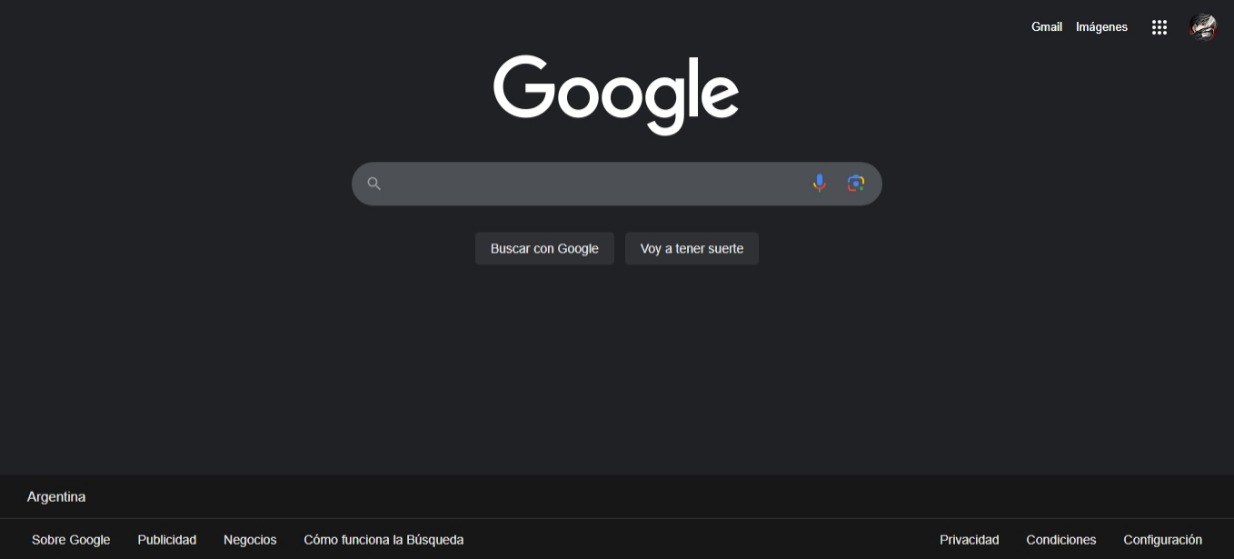 Gmail Imágenes
Google
Buscar con Google Voy a tener suerte
Argentina
Sobre Google Publicidad Negocios Cómo funciona la Búsqueda Privacidad Condiciones Configuración